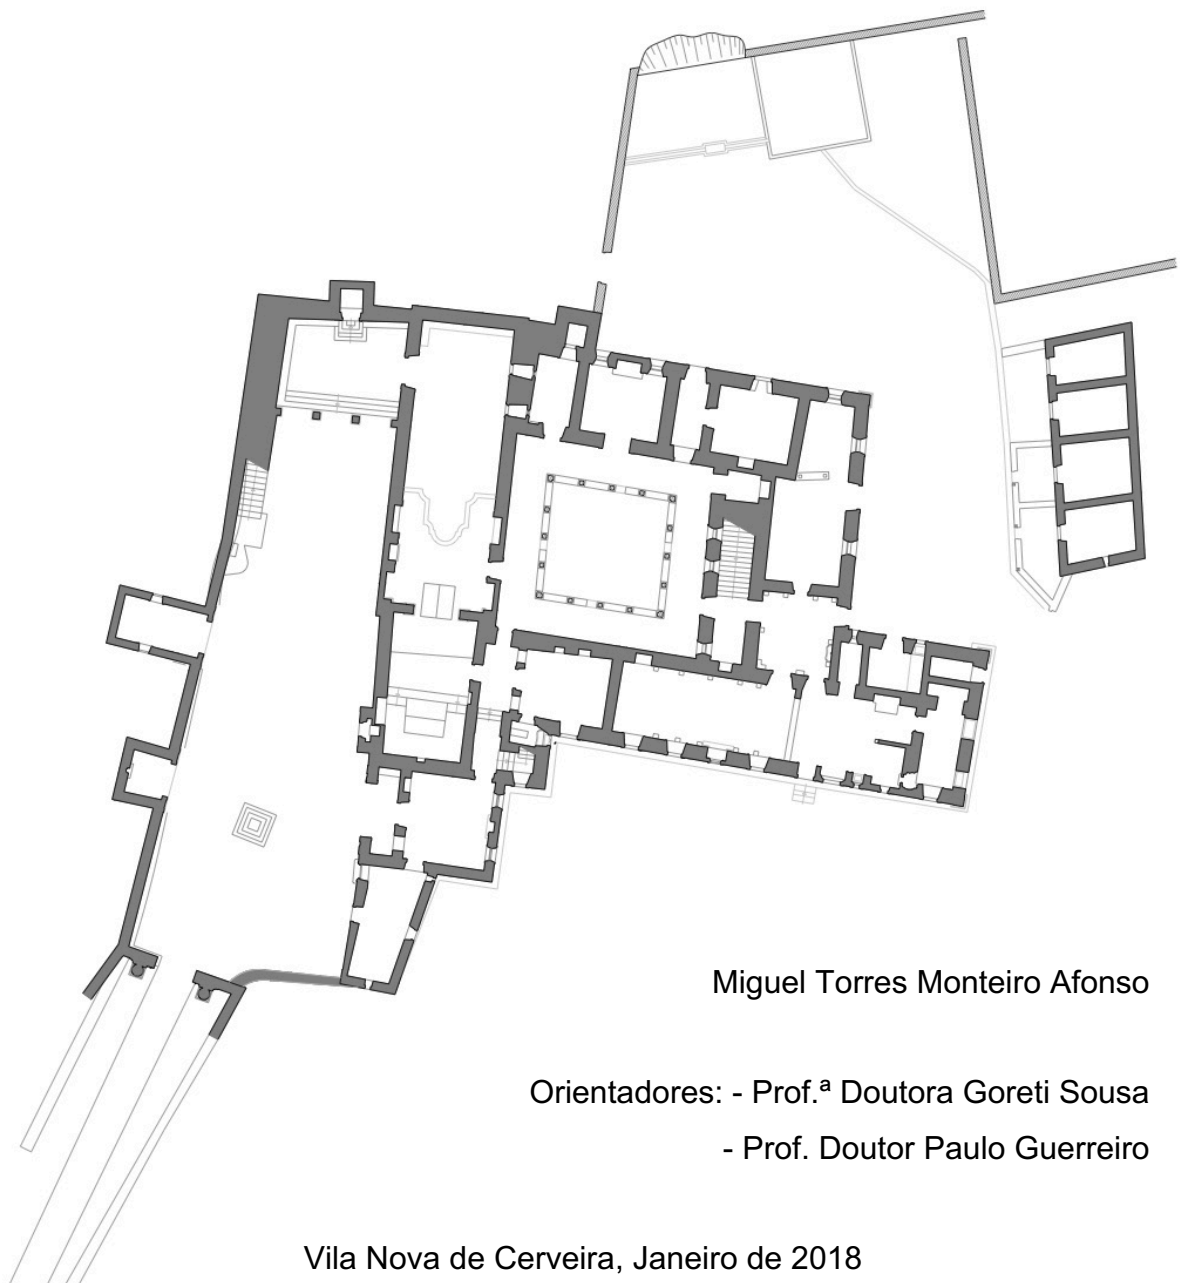 Miguel Torres Monteiro Afonso
Orientadores: - Prof.ª Doutora Goreti Sousa
- Prof. Doutor Paulo Guerreiro
Vila Nova de Cerveira, Janeiro de 2018